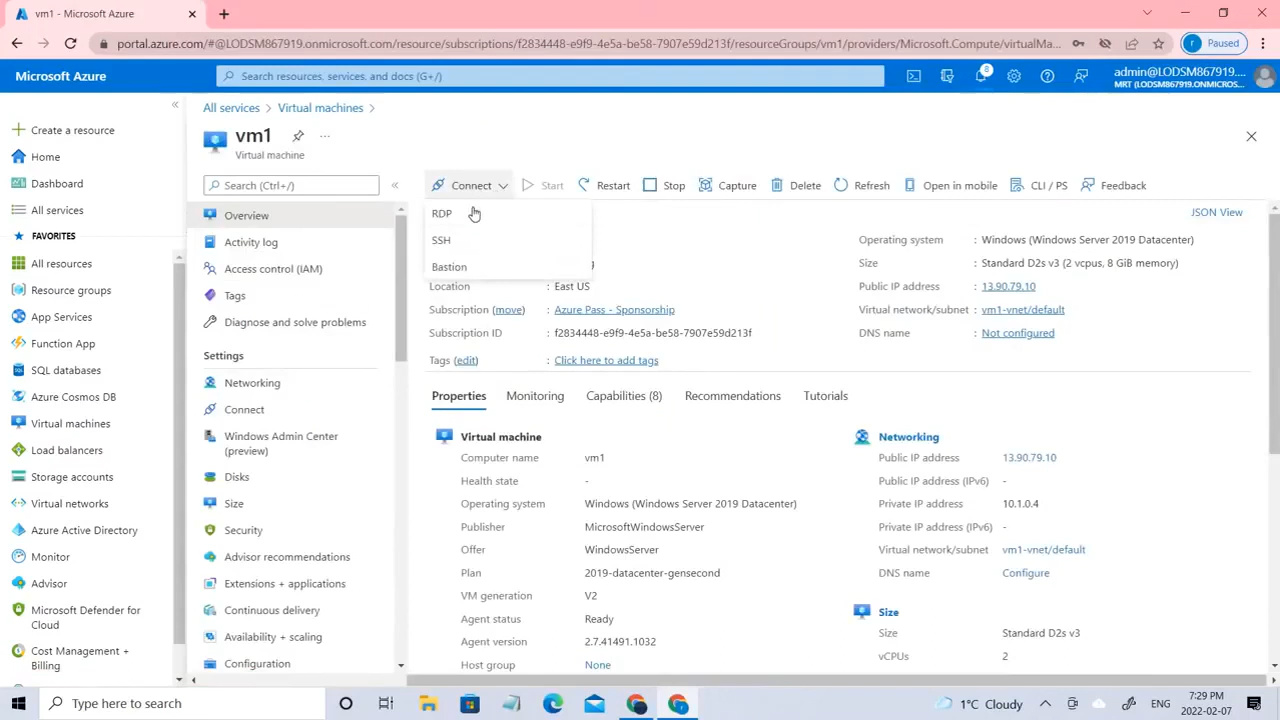 vm1 - Microsoft Azure
portal.azure.com/#@LODSM867919.onmicrosoft.com/resource/subscriptions/f2834448-e9f9-4e5a-be58-7907e59d213f/resourceGroups/vm1/providers/Microsoft.Compute/virtualMa...
Paused
Microsoft Azure
Search resources, services, and docs (G+/)
8
admin@LODSM867919....
MRT (LODSM867919.ONMICROS...
All services > Virtual machines >
vm1
Virtual machine
Create a resource
Home
Dashboard
All services
FAVORITES
All resources
Resource groups
App Services
Function App
SQL databases
Azure Cosmos DB
Virtual machines
Load balancers
Storage accounts
Virtual networks
Azure Active Directory
Monitor
Advisor
Microsoft Defender for
Cloud
Cost Management +
Billing
Search (Ctrl+/)
Overview
Activity log
Access control (IAM)
Tags
Diagnose and solve problems
Settings
Networking
Connect
Windows Admin Center
(preview)
Disks
Size
Security
Advisor recommendations
Extensions + applications
Continuous delivery
Availability + scaling
Configuration
Connect Start Restart Stop Capture Delete Refresh Open in mobile CLI / PS Feedback
RDP
SSH
Bastion
JSON View
Location : East US
Subscription (move) : Azure Pass - Sponsorship
Subscription ID : f2834448-e9f9-4e5a-be58-7907e59d213f
Tags (edit) : Click here to add tags
Operating system : Windows (Windows Server 2019 Datacenter)
Size : Standard D2s v3 (2 vcpus, 8 GiB memory)
Public IP address : 13.90.79.10
Virtual network/subnet : vm1-vnet/default
DNS name : Not configured
Properties Monitoring Capabilities (8) Recommendations Tutorials
Virtual machine
Computer name vm1
Health state -
Operating system Windows (Windows Server 2019 Datacenter)
Publisher MicrosoftWindowsServer
Offer WindowsServer
Plan 2019-datacenter-gensecond
VM generation V2
Agent status Ready
Agent version 2.7.41491.1032
Host group None
Networking
Public IP address 13.90.79.10
Public IP address (IPv6) -
Private IP address 10.1.0.4
Private IP address (IPv6) -
Virtual network/subnet vm1-vnet/default
DNS name Configure
Size
Size Standard D2s v3
vCPUs 2
Type here to search
1°C Cloudy
ENG
7:29 PM
2022-02-07